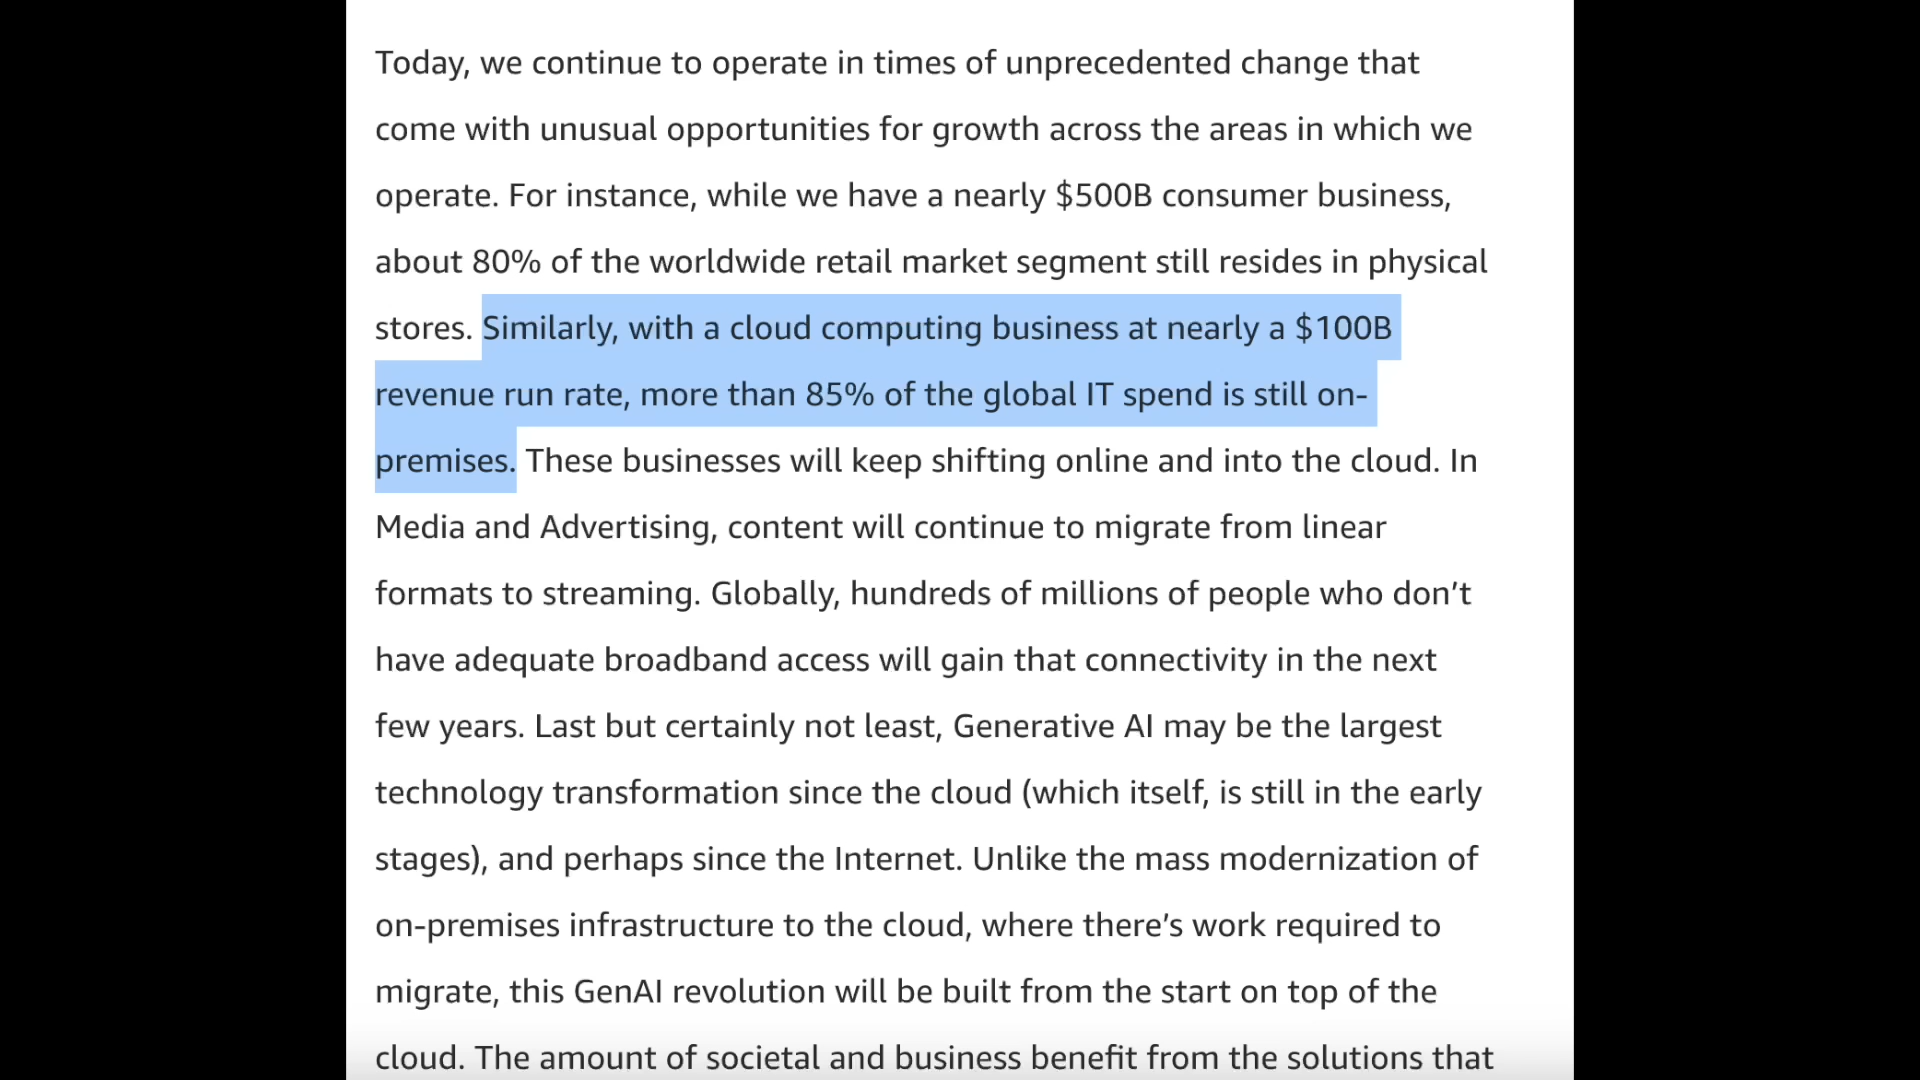 Today, we continue to operate in times of unprecedented change that
come with unusual opportunities for growth across the areas in which we
operate. For instance, while we have a nearly $500B consumer business,
about 80% of the worldwide retail market segment still resides in physical
stores. Similarly, with a cloud computing business at nearly a $100B
revenue run rate, more than 85% of the global IT spend is still on-
premises. These businesses will keep shifting online and into the cloud. In
Media and Advertising, content will continue to migrate from linear
formats to streaming. Globally, hundreds of millions of people who don’t
have adequate broadband access will gain that connectivity in the next
few years. Last but certainly not least, Generative AI may be the largest
technology transformation since the cloud (which itself, is still in the early
stages), and perhaps since the Internet. Unlike the mass modernization of
on-premises infrastructure to the cloud, where there’s work required to
migrate, this GenAI revolution will be built from the start on top of the
cloud. The amount of societal and business benefit from the solutions that